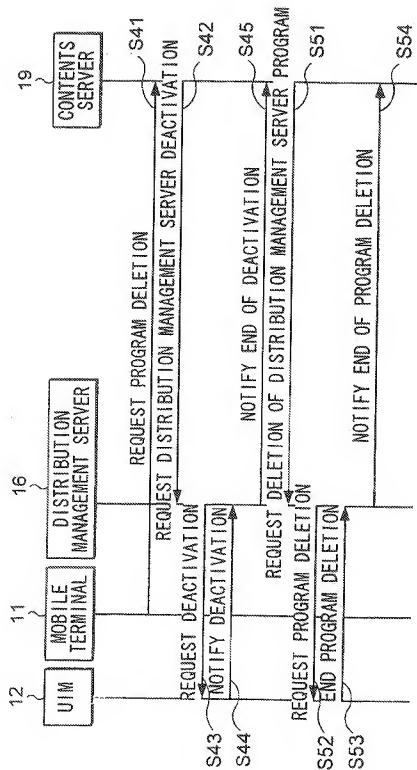 12
UIM
11
MOBILE
TERMINAL
16
DISTRIBUTION
MANAGEMENT SERVER
19
CONTENTS
SERVER
REQUEST PROGRAM DELETION
S41
REQUEST DISTRIBUTION MANAGEMENT SERVER DEACTIVATION
S42
REQUEST DEACTIVATION
S43
NOTIFY DEACTIVATION
S44
NOTIFY END OF DEACTIVATION
S45
REQUEST DELETION OF DISTRIBUTION MANAGEMENT SERVER PROGRAM
S51
REQUEST PROGRAM DELETION
S52
END PROGRAM DELETION
S53
NOTIFY END OF PROGRAM DELETION
S54